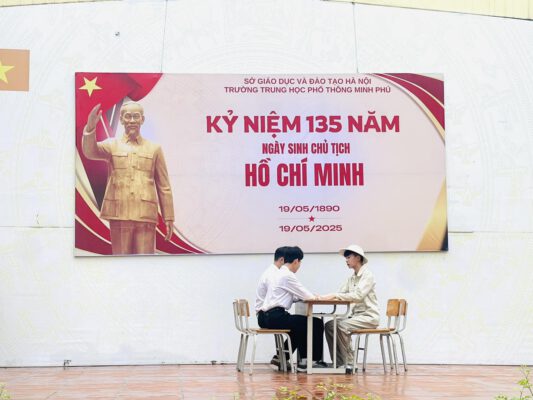 SỞ GIÁO DỤC VÀ ĐÀO TẠO HÀ NỘI
TRƯỜNG TRUNG HỌC PHỔ THÔNG MINH PHÚ
KỶ NIỆM 135 NĂM
NGÀY SINH CHỦ TỊCH
HỒ CHÍ MINH
19/05/1890
19/05/2025